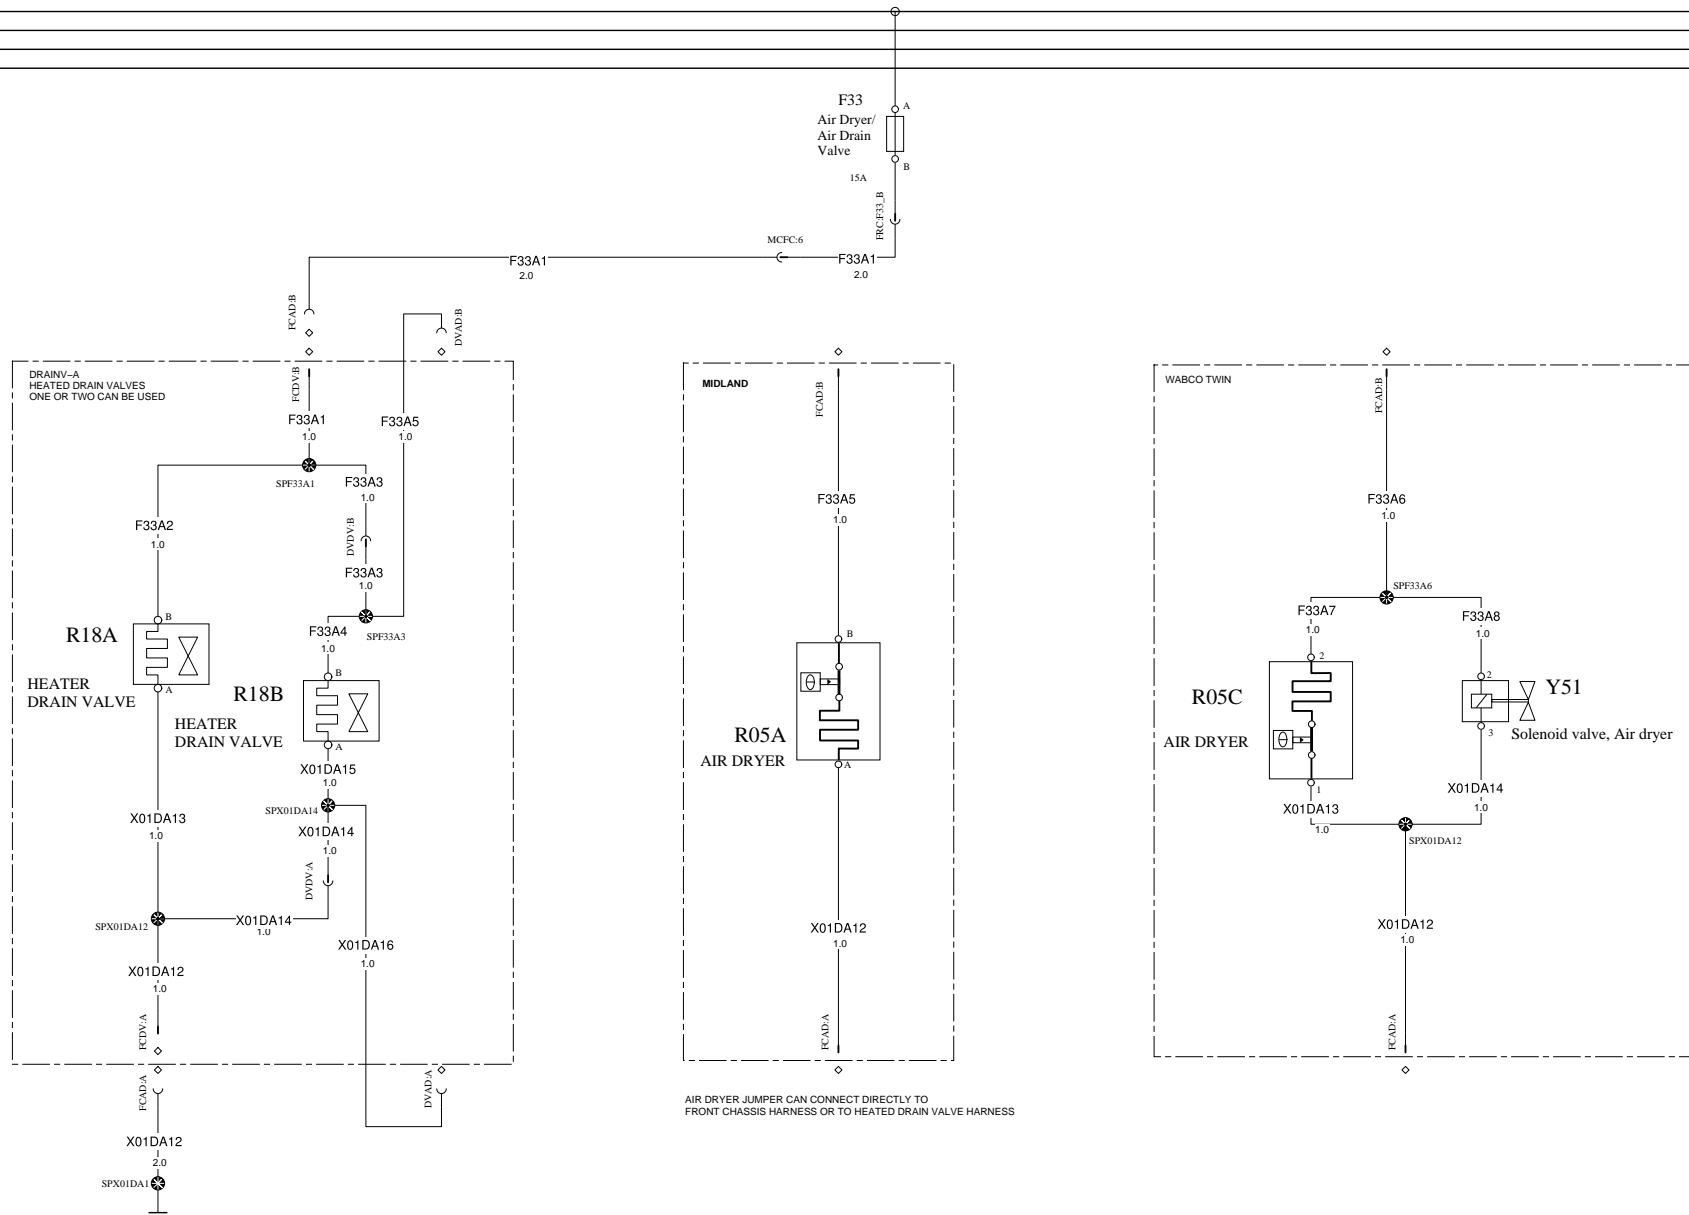 F33
A
Air Dryer/
Air Drain
Valve
B
15A
FRC:F33_B
MCFC:6
F33A1
2.0
F33A1
2.0
FCAD:B
DVAD:B
DRAINV–A
HEATED DRAIN VALVES
ONE OR TWO CAN BE USED
FCDV:B
F33A1
1.0
F33A5
1.0
SPF33A1
F33A3
1.0
F33A2
1.0
DVDV:B
F33A3
1.0
B
R18A
SPF33A3
F33A4
1.0
HEATER
DRAIN VALVE
A
B
R18B
HEATER
DRAIN VALVE
A
X01DA15
1.0
SPX01DA14
X01DA13
1.0
X01DA14
1.0
DVDV:A
SPX01DA12
X01DA14
1.0
X01DA16
1.0
X01DA12
1.0
FCDV:A
FCAD:A
DVAD:A
X01DA12
2.0
SPX01DA1
MIDLAND
FCAD:B
F33A5
1.0
B
R05A
AIR DRYER
A
X01DA12
1.0
FCAD:A
AIR DRYER JUMPER CAN CONNECT DIRECTLY TO
FRONT CHASSIS HARNESS OR TO HEATED DRAIN VALVE HARNESS
WABCO TWIN
FCAD:B
F33A6
1.0
SPF33A6
F33A7
1.0
F33A8
1.0
2
2
R05C
Y51
AIR DRYER
3
Solenoid valve, Air dryer
1
X01DA13
1.0
X01DA14
1.0
SPX01DA12
X01DA12
1.0
FCAD:A